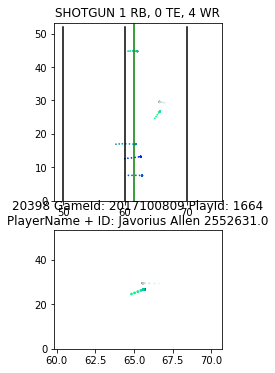 SHOTGUN 1 RB, 0 TE, 4 WR
50
40
30
20
10
0
50 60 70
20398 GameId: 2017100809 PlayId: 1664
PlayerName + ID: Javorius Allen 2552631.0
40
20
0
60.0 62.5 65.0 67.5 70.0